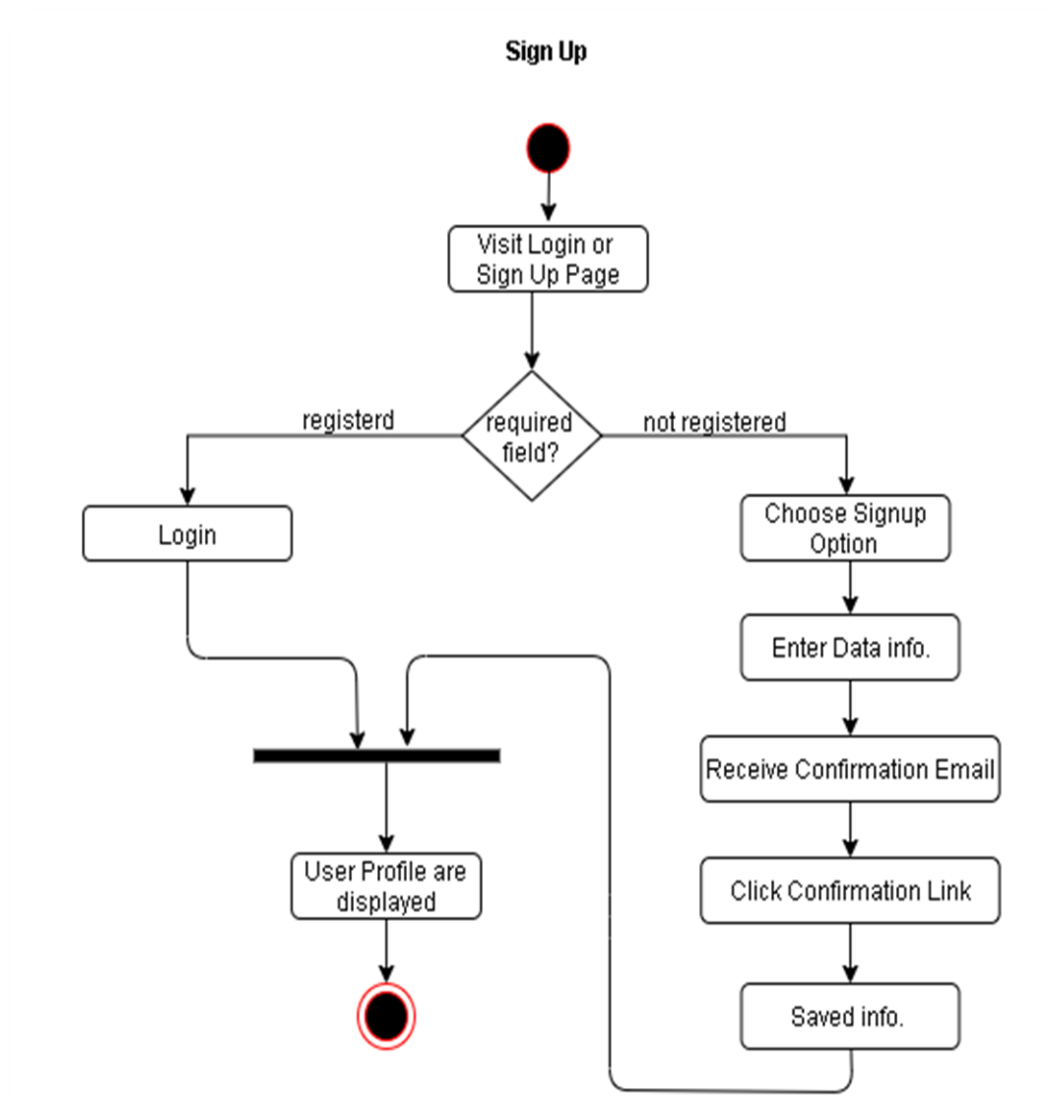 Sign Up
Visit Login or
Sign Up Page
required
field?
registerd
not registered
Login
Choose Signup
Option
Enter Data info.
Receive Confirmation Email
Click Confirmation Link
Saved info.
User Profile are
displayed